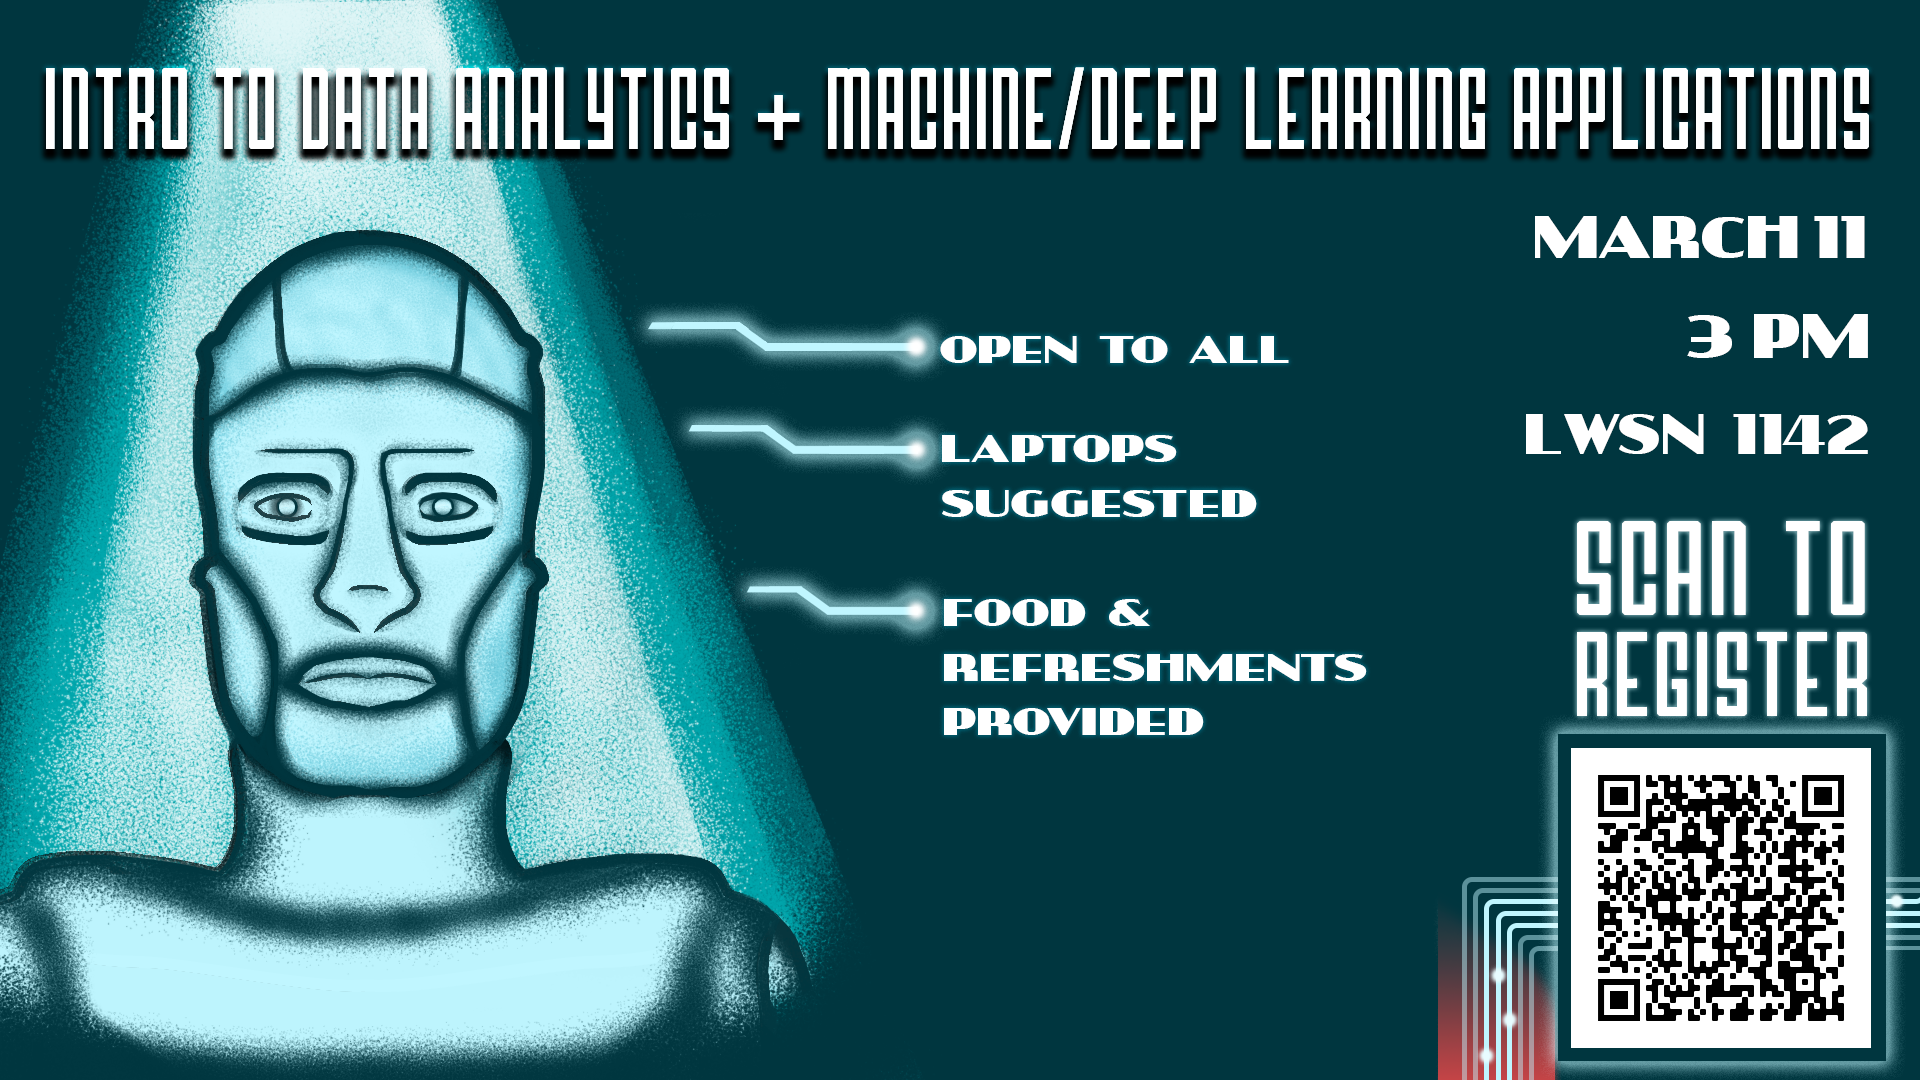 INTRO TO DATA ANALYTICS + MACHINE/DEEP LEARNING APPLICATIONS
MARCH 11
3 PM
LWSN 1142
OPEN TO ALL
LAPTOPS
SUGGESTED
FOOD &
REFRESHMENTS
PROVIDED
SCAN TO
REGISTER